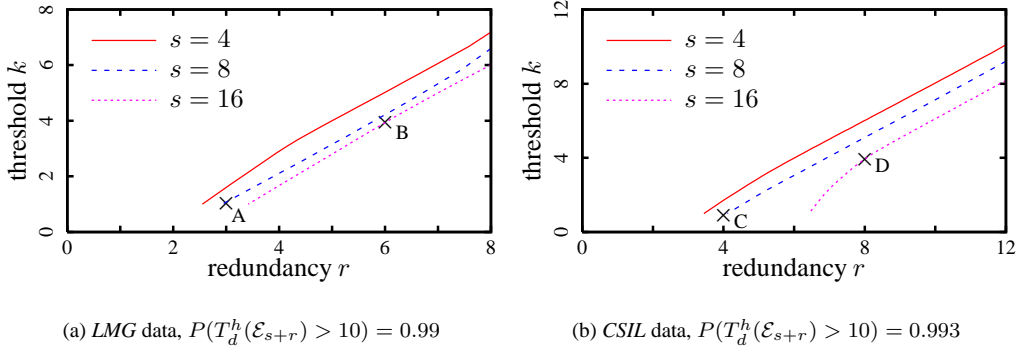 8
6
4
2
0
threshold k
s = 4
s = 8
s = 16
A
B
0 2 4 6 8
redundancy r
(a) LMG data, P(T_d^h(ℰ_{s+r}) > 10) = 0.99
12
8
4
0
threshold k
s = 4
s = 8
s = 16
C
D
0 4 8 12
redundancy r
(b) CSIL data, P(T_d^h(ℰ_{s+r}) > 10) = 0.993